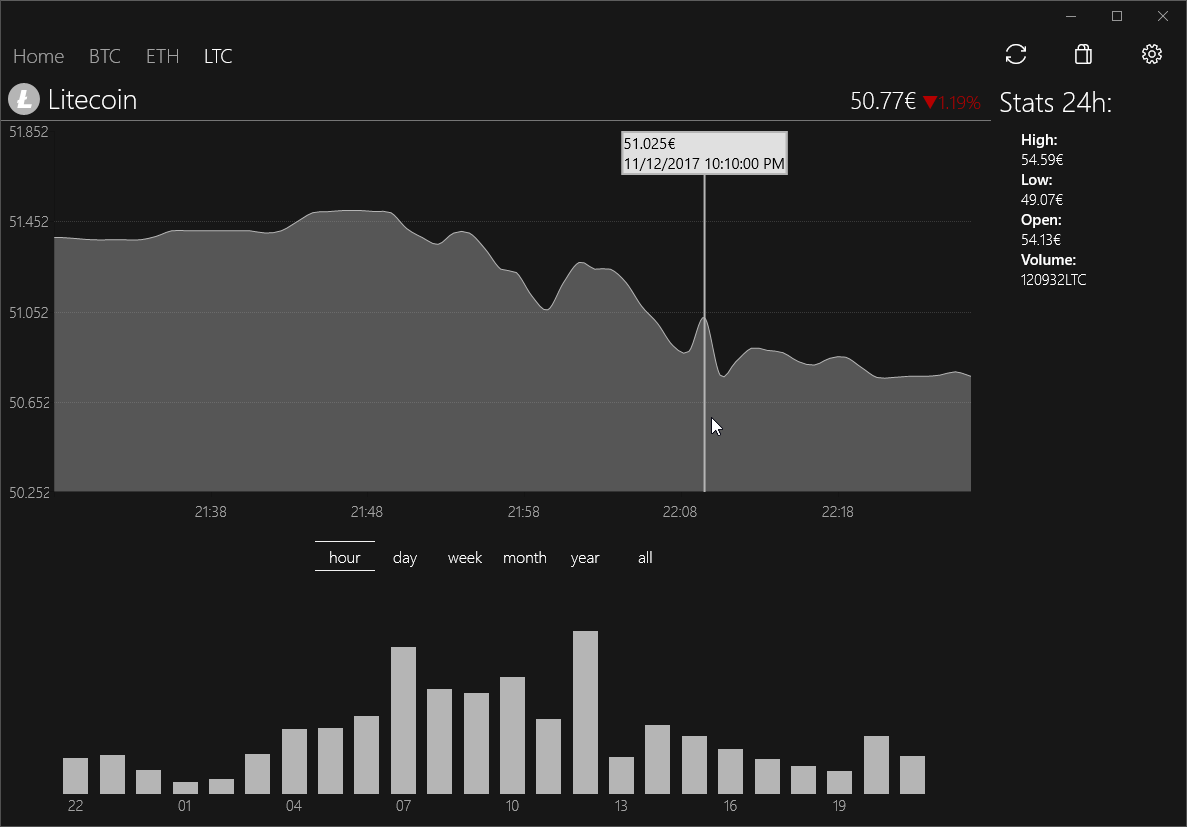 Home BTC ETH LTC
Litecoin 50.77€ ▼1.19%
Stats 24h:
High:
54.59€
Low:
49.07€
Open:
54.13€
Volume:
120932LTC
51.025€
11/12/2017 10:10:00 PM
51.852
51.452
51.052
50.652
50.252
21:38 21:48 21:58 22:08 22:18
hour day week month year all
22 01 04 07 10 13 16 19